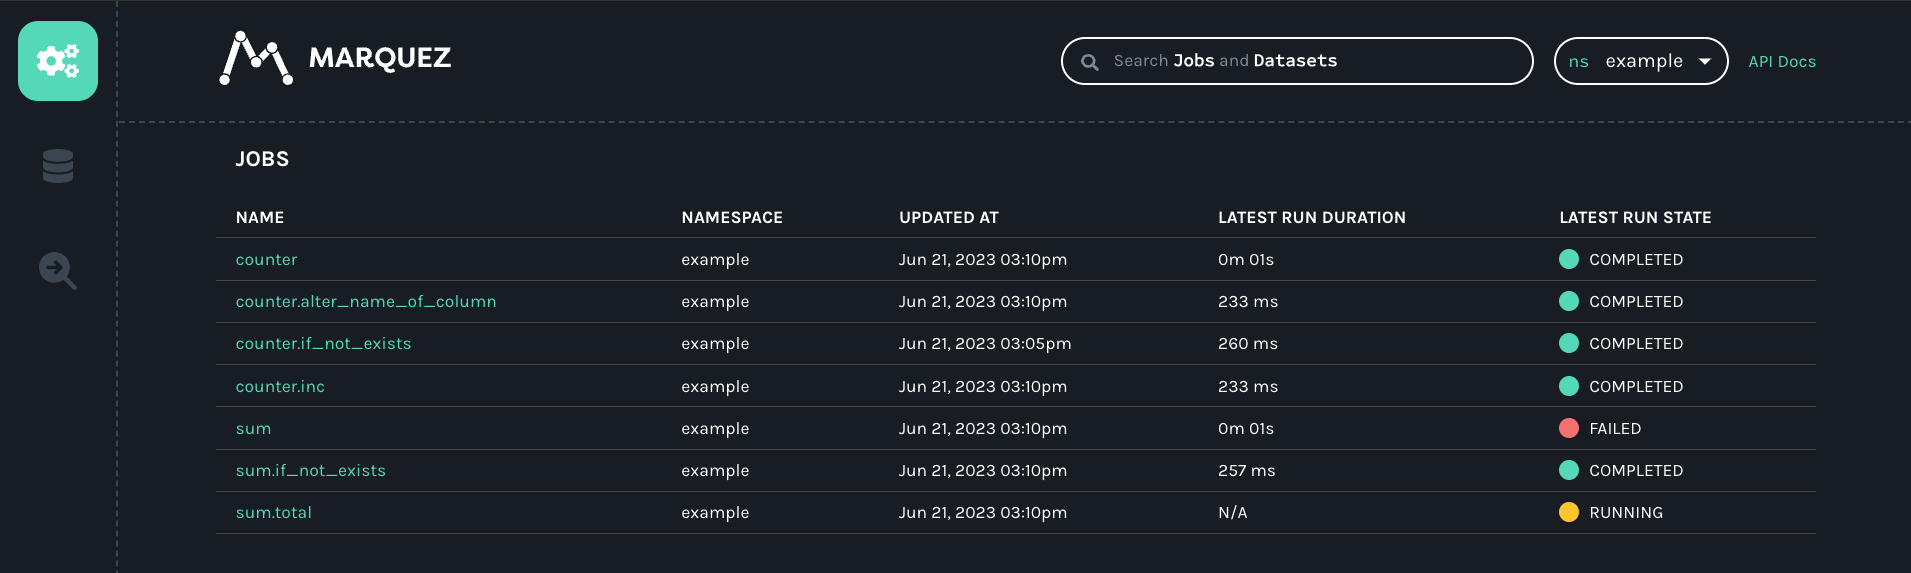 MARQUEZ Search Jobs and Datasets ns example API Docs
JOBS
NAME NAMESPACE UPDATED AT LATEST RUN DURATION LATEST RUN STATE
counter example Jun 21, 2023 03:10pm 0m 01s COMPLETED
counter.alter_name_of_column example Jun 21, 2023 03:10pm 233 ms COMPLETED
counter.if_not_exists example Jun 21, 2023 03:05pm 260 ms COMPLETED
counter.inc example Jun 21, 2023 03:10pm 233 ms COMPLETED
sum example Jun 21, 2023 03:10pm 0m 01s FAILED
sum.if_not_exists example Jun 21, 2023 03:10pm 257 ms COMPLETED
sum.total example Jun 21, 2023 03:10pm N/A RUNNING